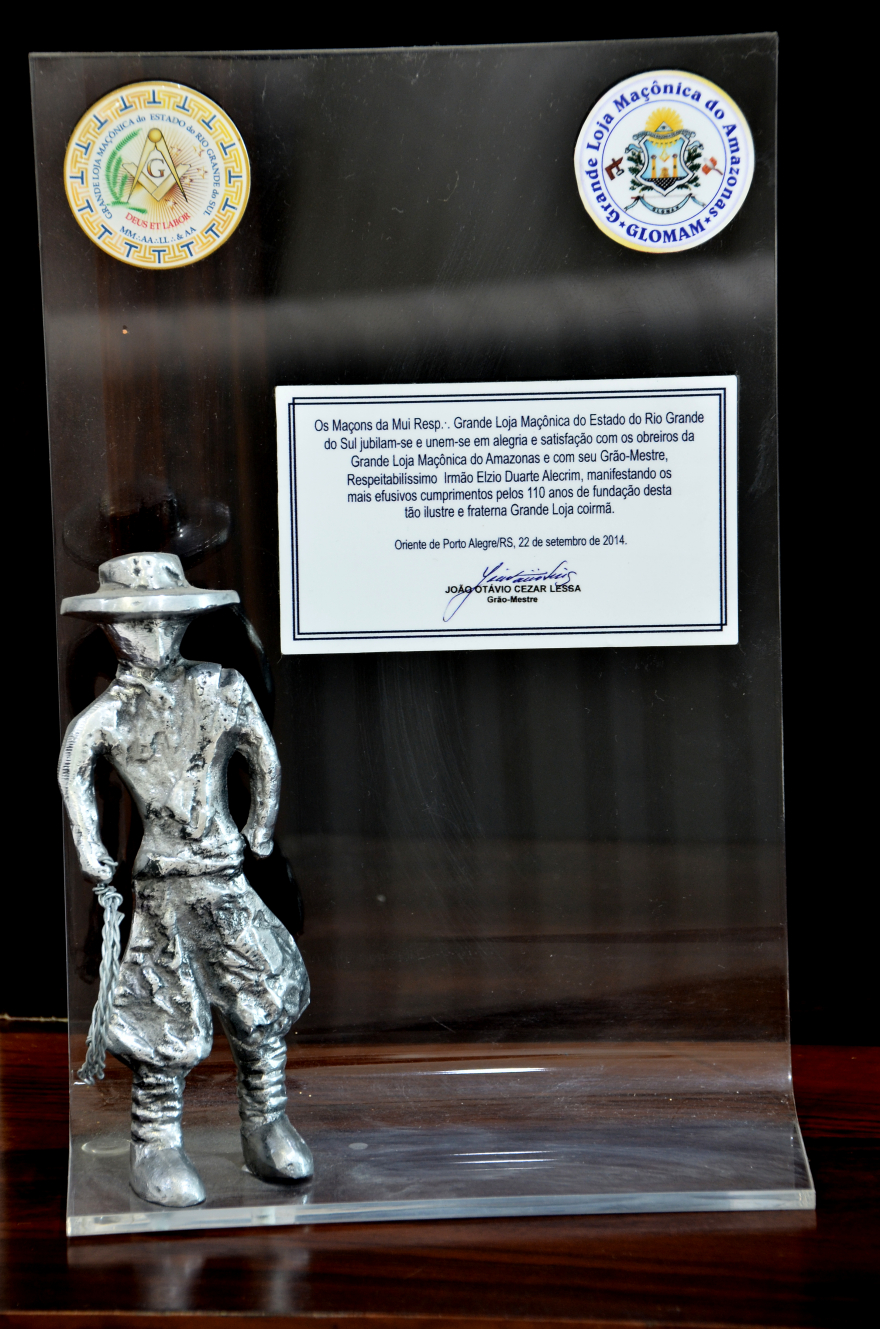 GRANDE LOJA MAÇÔNICA do ESTADO do RIO GRANDE do SUL
G
DEUS ET LABOR
MM∴AA∴LL∴ & AA
Grande Loja Maçônica do Amazonas
★GLOMAM★
Os Maçons da Mui Resp∴. Grande Loja Maçônica do Estado do Rio Grande
do Sul jubilam-se e unem-se em alegria e satisfação com os obreiros da
Grande Loja Maçônica do Amazonas e com seu Grão-Mestre,
Respeitabilíssimo Irmão Elzio Duarte Alecrim, manifestando os
mais efusivos cumprimentos pelos 110 anos de fundação desta
tão ilustre e fraterna Grande Loja coirmã.
Oriente de Porto Alegre/RS, 22 de setembro de 2014.
JOÃO OTÁVIO CEZAR LESSA
Grão-Mestre